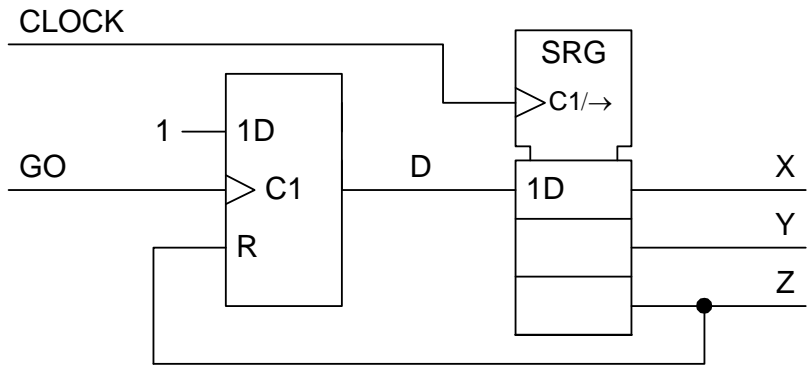 CLOCK
SRG
C1/→
1 1D
GO C1 D 1D X
R Y
Z